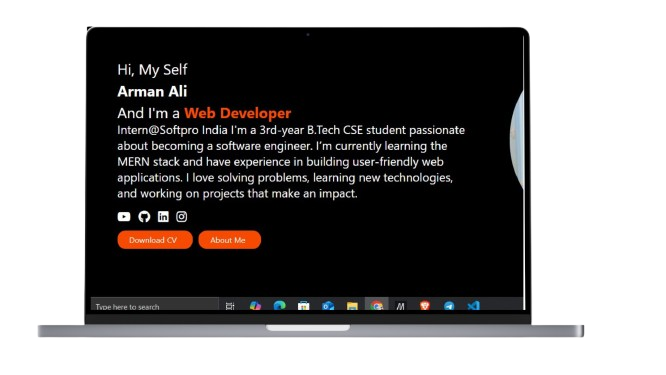 Hi, My Self
Arman Ali
And I'm a Web Developer
Intern@Softpro India I'm a 3rd-year B.Tech CSE student passionate
about becoming a software engineer. I'm currently learning the
MERN stack and have experience in building user-friendly web
applications. I love solving problems, learning new technologies,
and working on projects that make an impact.
Download CV About Me
Type here to search